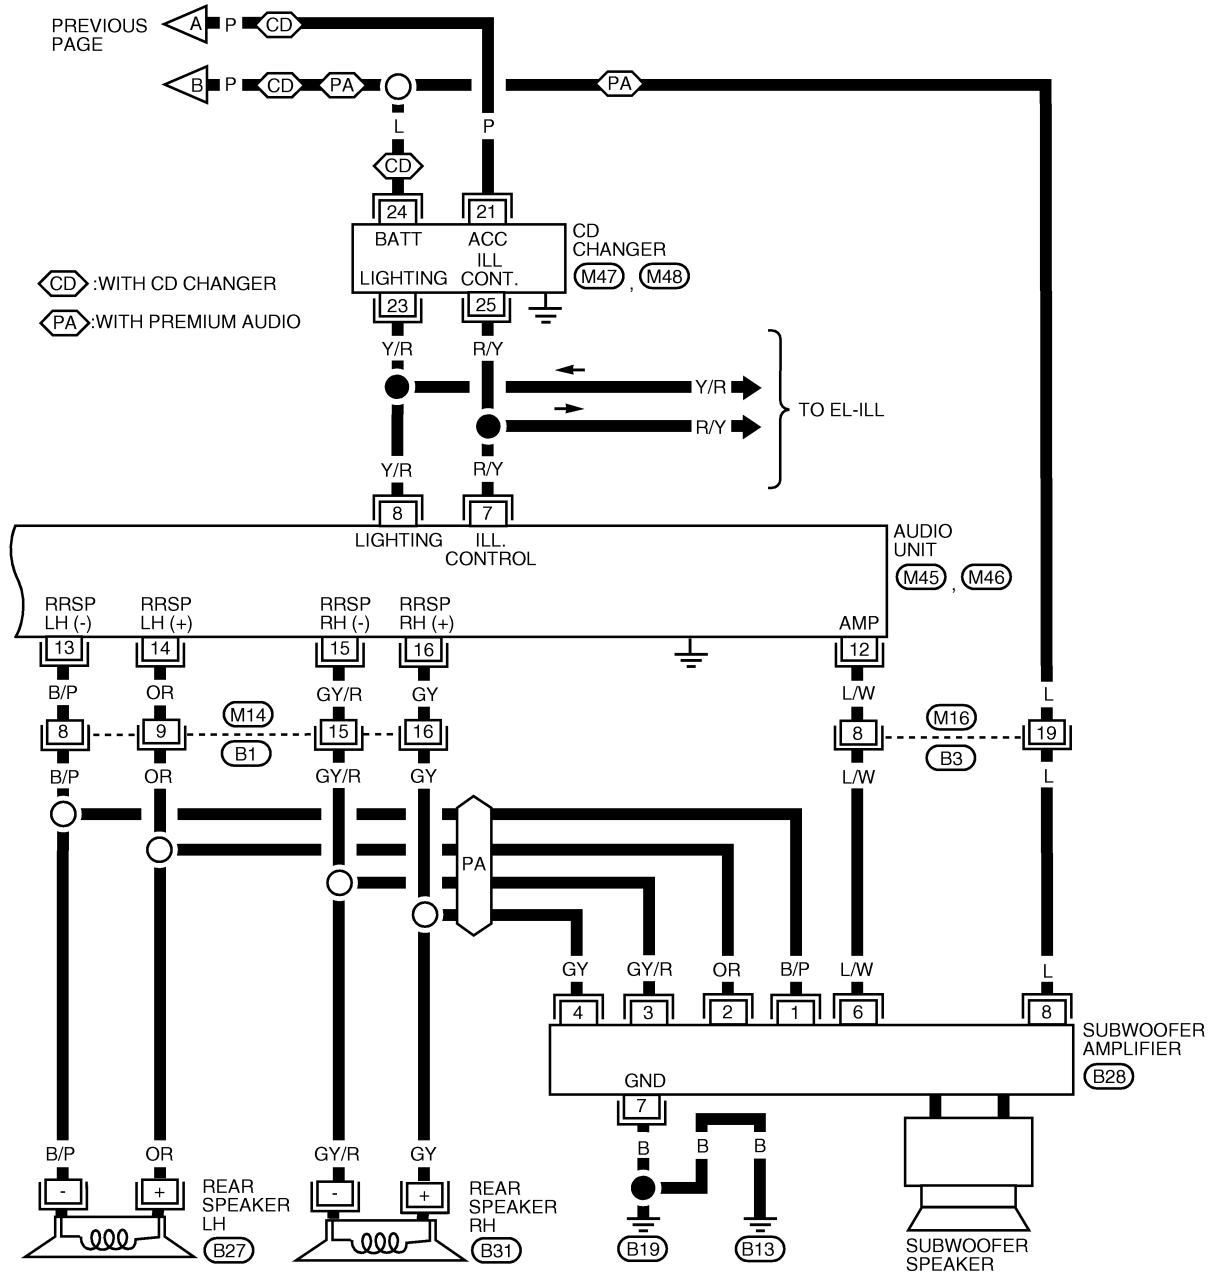 PREVIOUS
PAGE
A P CD
B P CD PA PA
L P
CD
24 21
BATT ACC
ILL
LIGHTING CONT.
CD
CHANGER
M47 , M48
23 25
CD :WITH CD CHANGER
PA :WITH PREMIUM AUDIO
Y/R R/Y
Y/R
R/Y
TO EL-ILL
Y/R R/Y
8 7
LIGHTING ILL.
CONTROL
AUDIO
UNIT
M45 , M46
RRSP RRSP RRSP RRSP
LH (-) LH (+) RH (-) RH (+) AMP
13 14 15 16 12
B/P OR GY/R GY L/W L
M14 M16
8 9 15 16 8 19
B1 B3
B/P OR GY/R GY L/W L
PA
GY GY/R OR B/P L/W L
4 3 2 1 6 8
SUBWOOFER
AMPLIFIER
B28
GND
7
B B B
B/P OR GY/R GY
- + - +
REAR
SPEAKER
LH
B27
REAR
SPEAKER
RH
B31
B19 B13
SUBWOOFER
SPEAKER